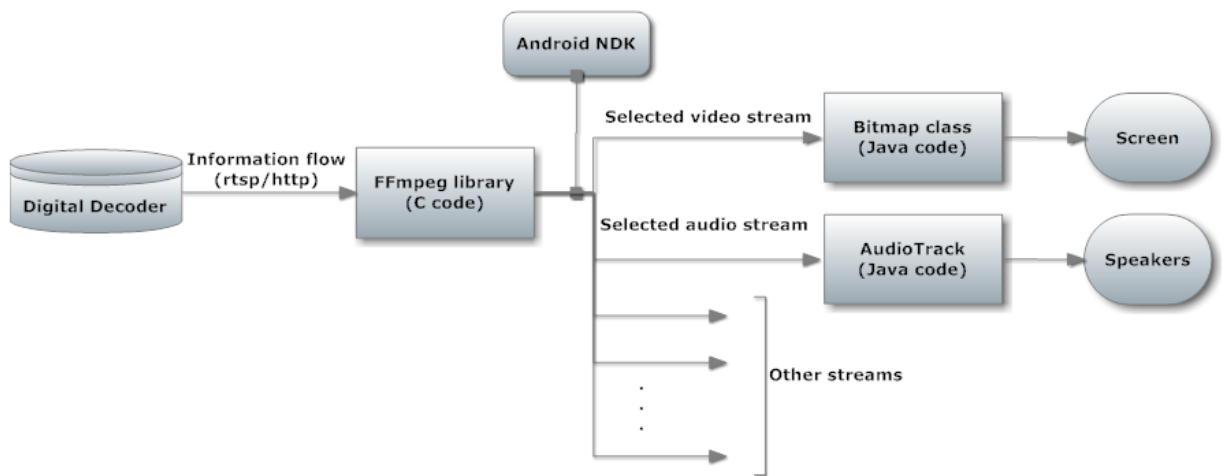 Android NDK
Selected video stream
Bitmap class
(Java code)
Screen
Information flow
(rtsp/http)
Digital Decoder
FFmpeg library
(C code)
Selected audio stream
AudioTrack
(Java code)
Speakers
Other streams